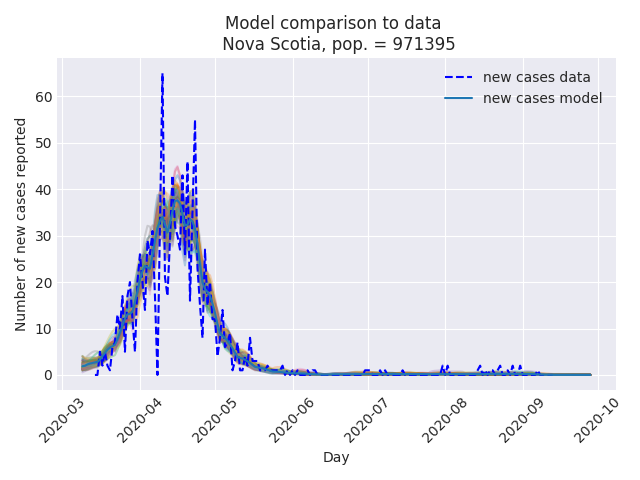 Model comparison to data
Nova Scotia, pop. = 971395
new cases data
new cases model
Number of new cases reported
60
50
40
30
20
10
0
2020-03
2020-04
2020-05
2020-06
2020-07
2020-08
2020-09
2020-10
Day